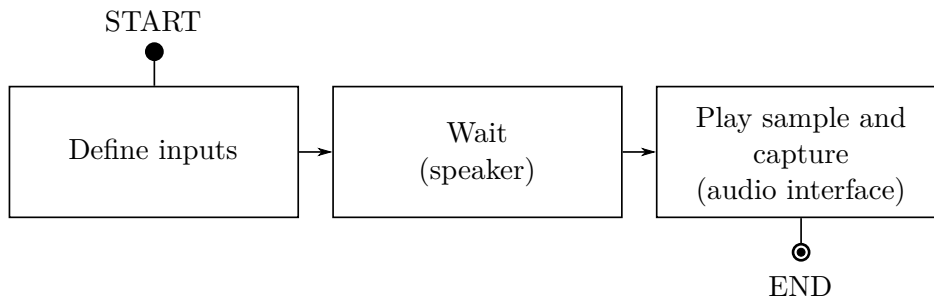 START
Define inputs
Wait
(speaker)
Play sample and
capture
(audio interface)
END